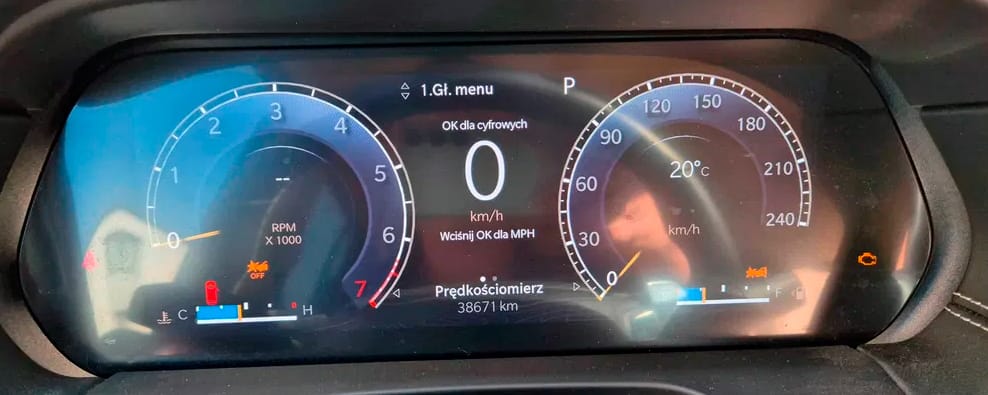 1.Gł. menu
P
OK dla cyfrowych
0
km/h
Wciśnij OK dla MPH
Prędkościomierz
38671 km
0
1
2
3
4
5
6
7
--
RPM
X 1000
OFF
C
H
0
30
60
90
120
150
180
210
240
20°C
km/h
F